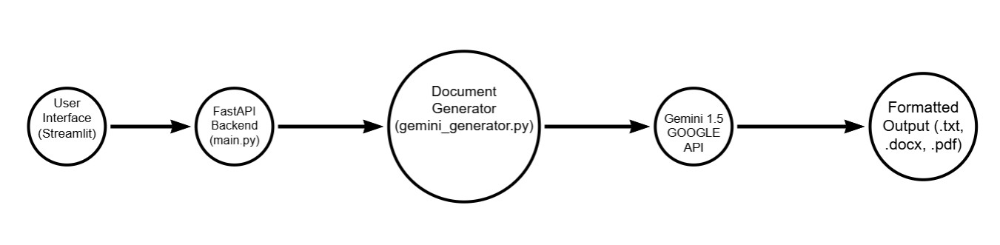 User
Interface
(Streamlit)
FastAPI
Backend
(main.py)
Document
Generator
(gemini_generator.py)
Gemini 1.5
GOOGLE
API
Formatted
Output (.txt,
.docx, .pdf)